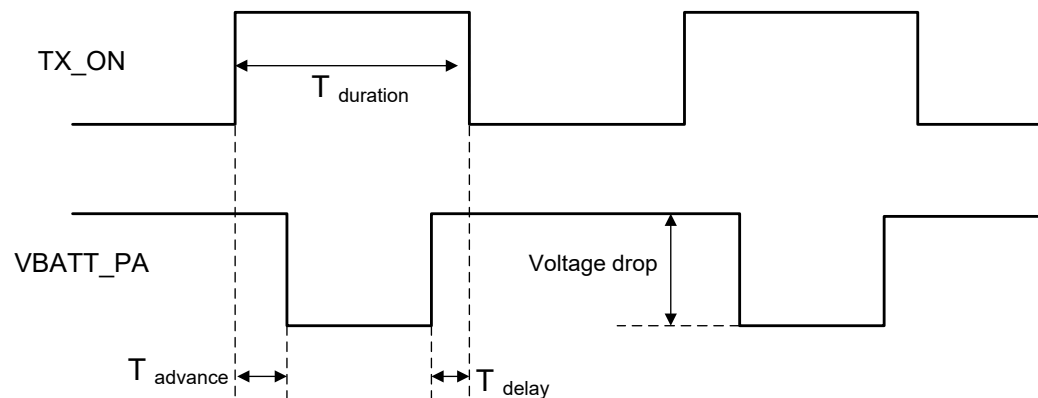 TX_ON
T duration
VBATT_PA
Voltage drop
T advance
T delay